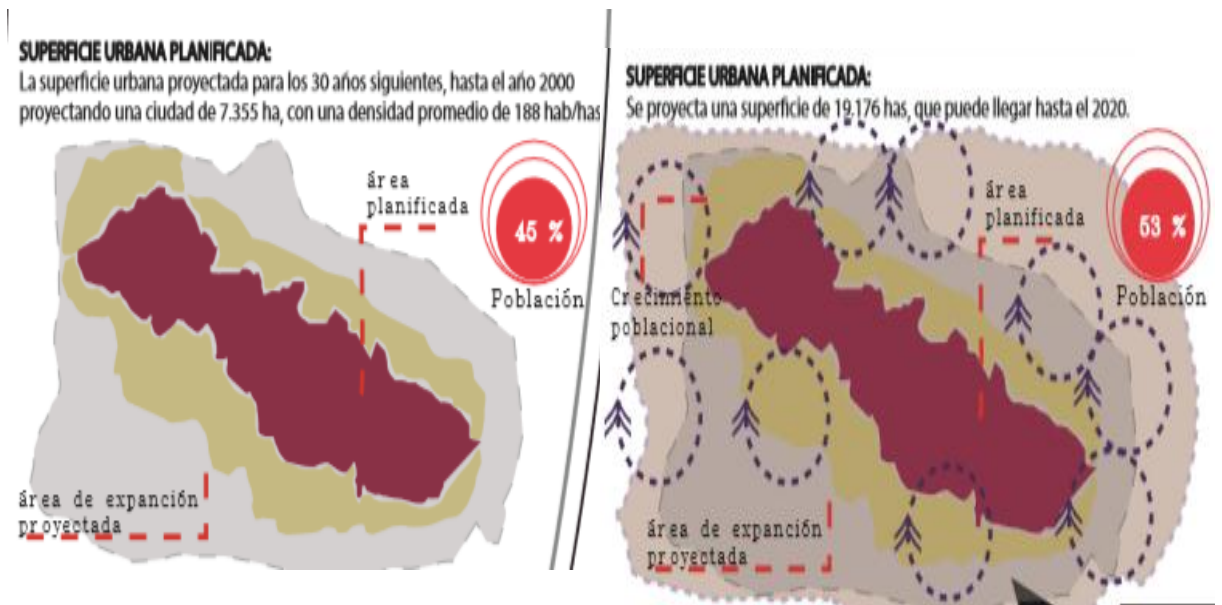 SUPERFICIE URBANA PLANIFICADA:
La superficie urbana proyectada para los 30 años siguientes, hasta el año 2000
proyectando una ciudad de 7.355 ha, con una densidad promedio de 188 hab/has
área
planificada
45 %
Población
área de expanción
proyectada
SUPERFICIE URBANA PLANIFICADA:
Se proyecta una superficie de 19.176 has, que puede llegar hasta el 2020.
área
planificada
53 %
Población
Crecimiento
poblacional
área de expanción
proyectada